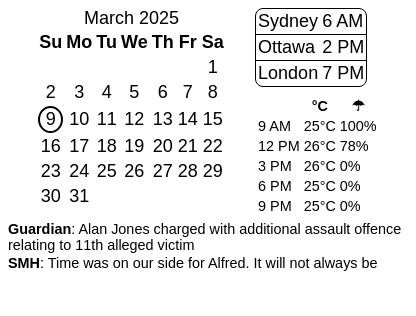 March 2025
Su Mo Tu We Th Fr Sa
1
2 3 4 5 6 7 8
9 10 11 12 13 14 15
16 17 18 19 20 21 22
23 24 25 26 27 28 29
30 31
Sydney 6 AM
Ottawa 2 PM
London 7 PM
°C ☂
9 AM 25°C 100%
12 PM 26°C 78%
3 PM 26°C 0%
6 PM 25°C 0%
9 PM 25°C 0%
Guardian: Alan Jones charged with additional assault offence
relating to 11th alleged victim
SMH: Time was on our side for Alfred. It will not always be